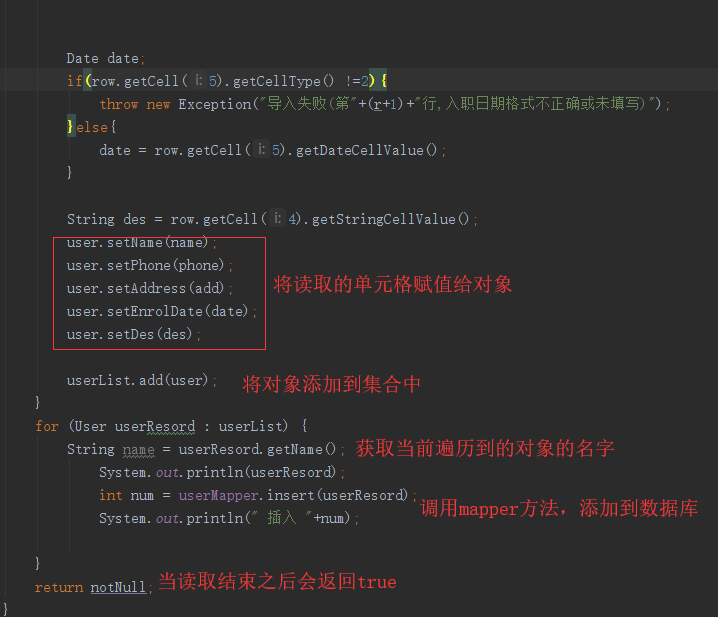 Date date;
if(row.getCell( i: 5).getCellType() !=2){
throw new Exception("导入失败(第"+(r+1)+"行,入职日期格式不正确或未填写)");
}else{
date = row.getCell( i: 5).getDateCellValue();
}
String des = row.getCell( i: 4).getStringCellValue();
user.setName(name);
user.setPhone(phone);
user.setAddress(add); 将读取的单元格赋值给对象
user.setEnrolDate(date);
user.setDes(des);
userList.add(user); 将对象添加到集合中
}
for (User userResord : userList) {
String name = userResord.getName(); 获取当前遍历到的对象的名字
System.out.println(userResord);
int num = userMapper.insert(userResord); 调用mapper方法，添加到数据库
System.out.println(" 插入 "+num);
}
return notNull; 当读取结束之后会返回true
}